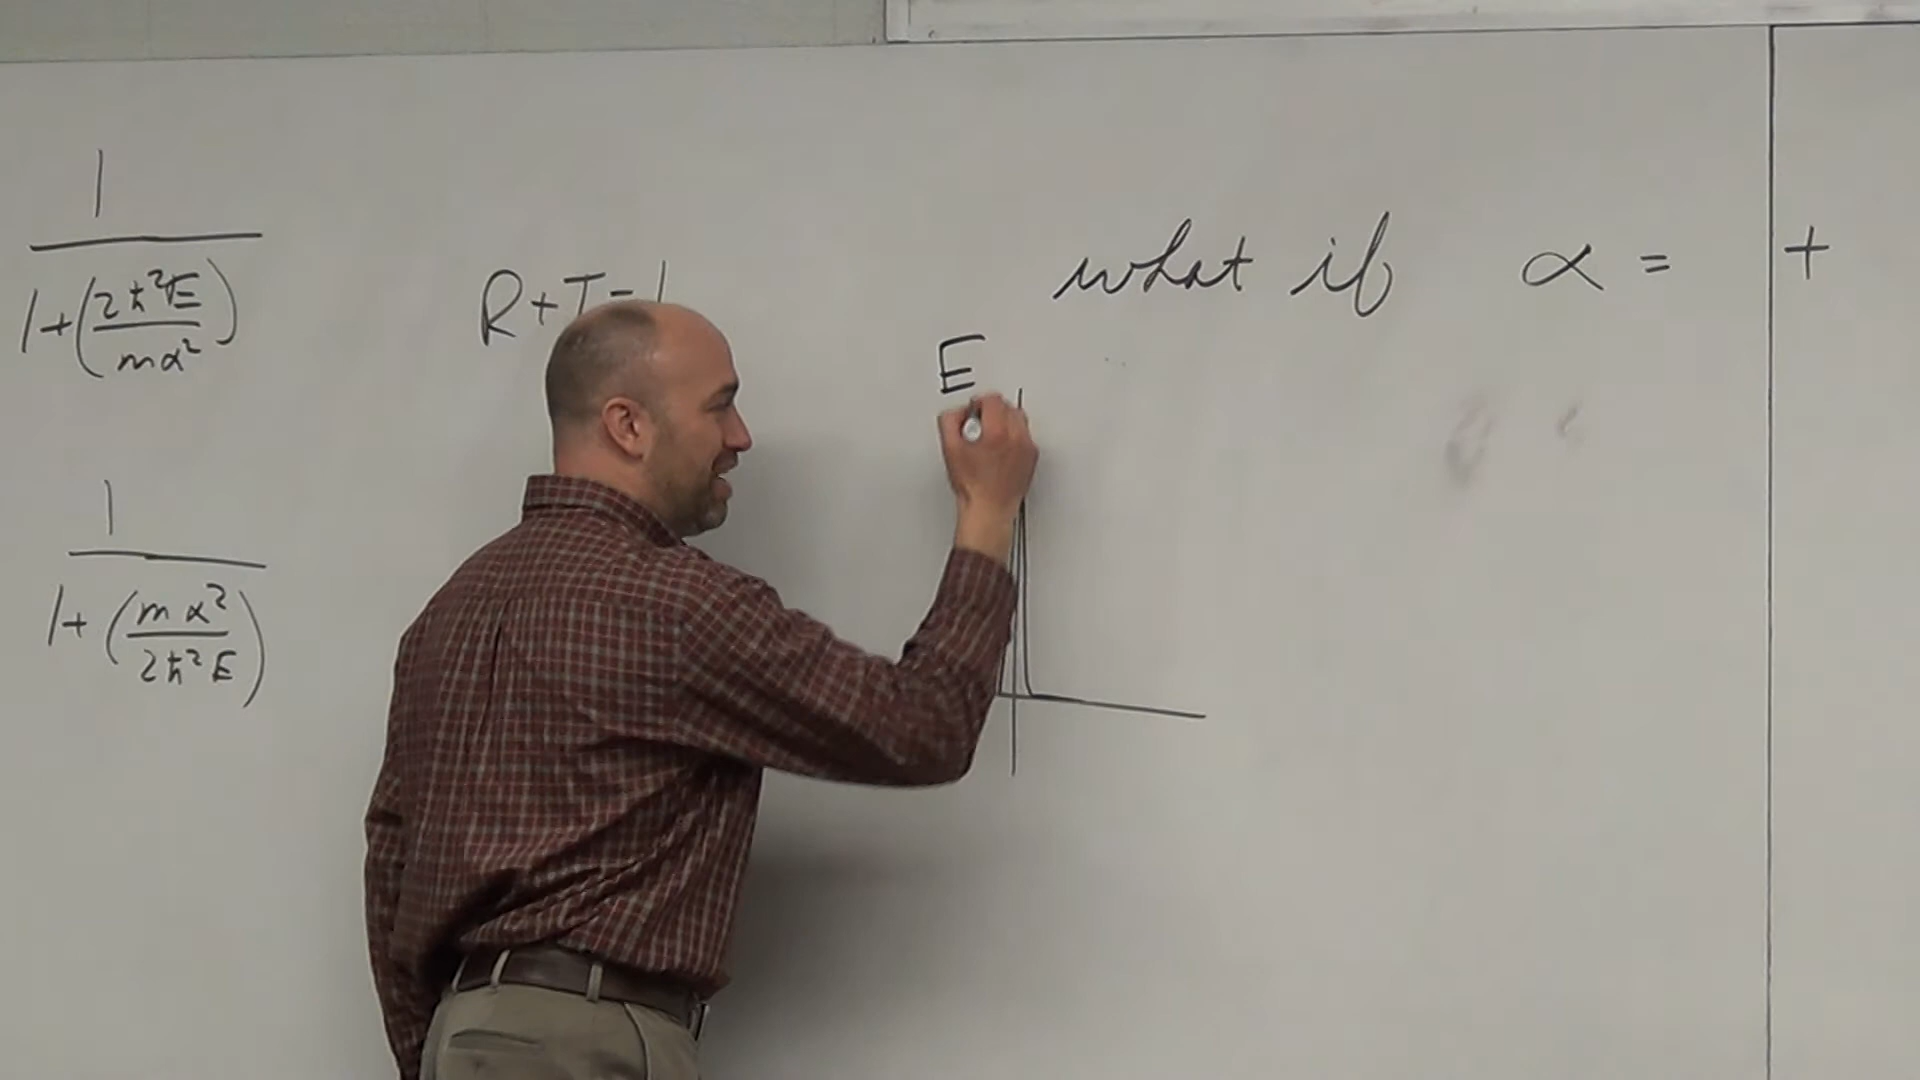 1
1+(2ħ²E
mα²)
1
1+(mα²
2ħ²E)
R+T=1
what if α = +
E